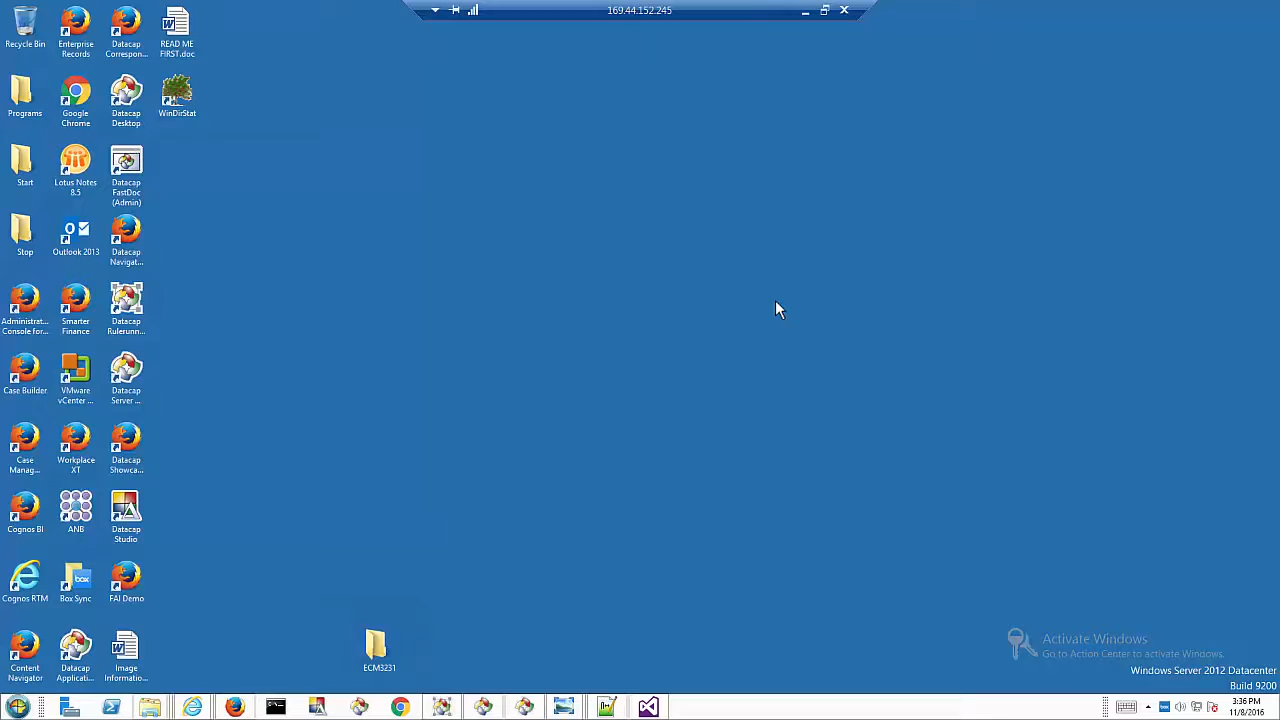 169.44.152.245
Recycle Bin
Enterprise
Records
Datacap
Correspon...
READ ME
FIRST.doc
Programs
Google
Chrome
Datacap
Desktop
WinDirStat
Start
Lotus Notes
8.5
Datacap
FastDoc
(Admin)
Stop
Outlook 2013
Datacap
Navigat...
Administrat...
Console for...
Smarter
Finance
Datacap
Rulerunn...
Case Builder
VMware
vCenter ...
Datacap
Server ...
Case
Manag...
Workplace
XT
Datacap
Showca...
Cognos BI
ANB
Datacap
Studio
Cognos RTM
Box Sync
FAI Demo
Content
Navigator
Datacap
Applicati...
Image
Informatio...
ECM3231
Activate Windows
Go to Action Center to activate Windows.
Windows Server 2012 Datacenter
Build 9200
3:36 PM
11/8/2016